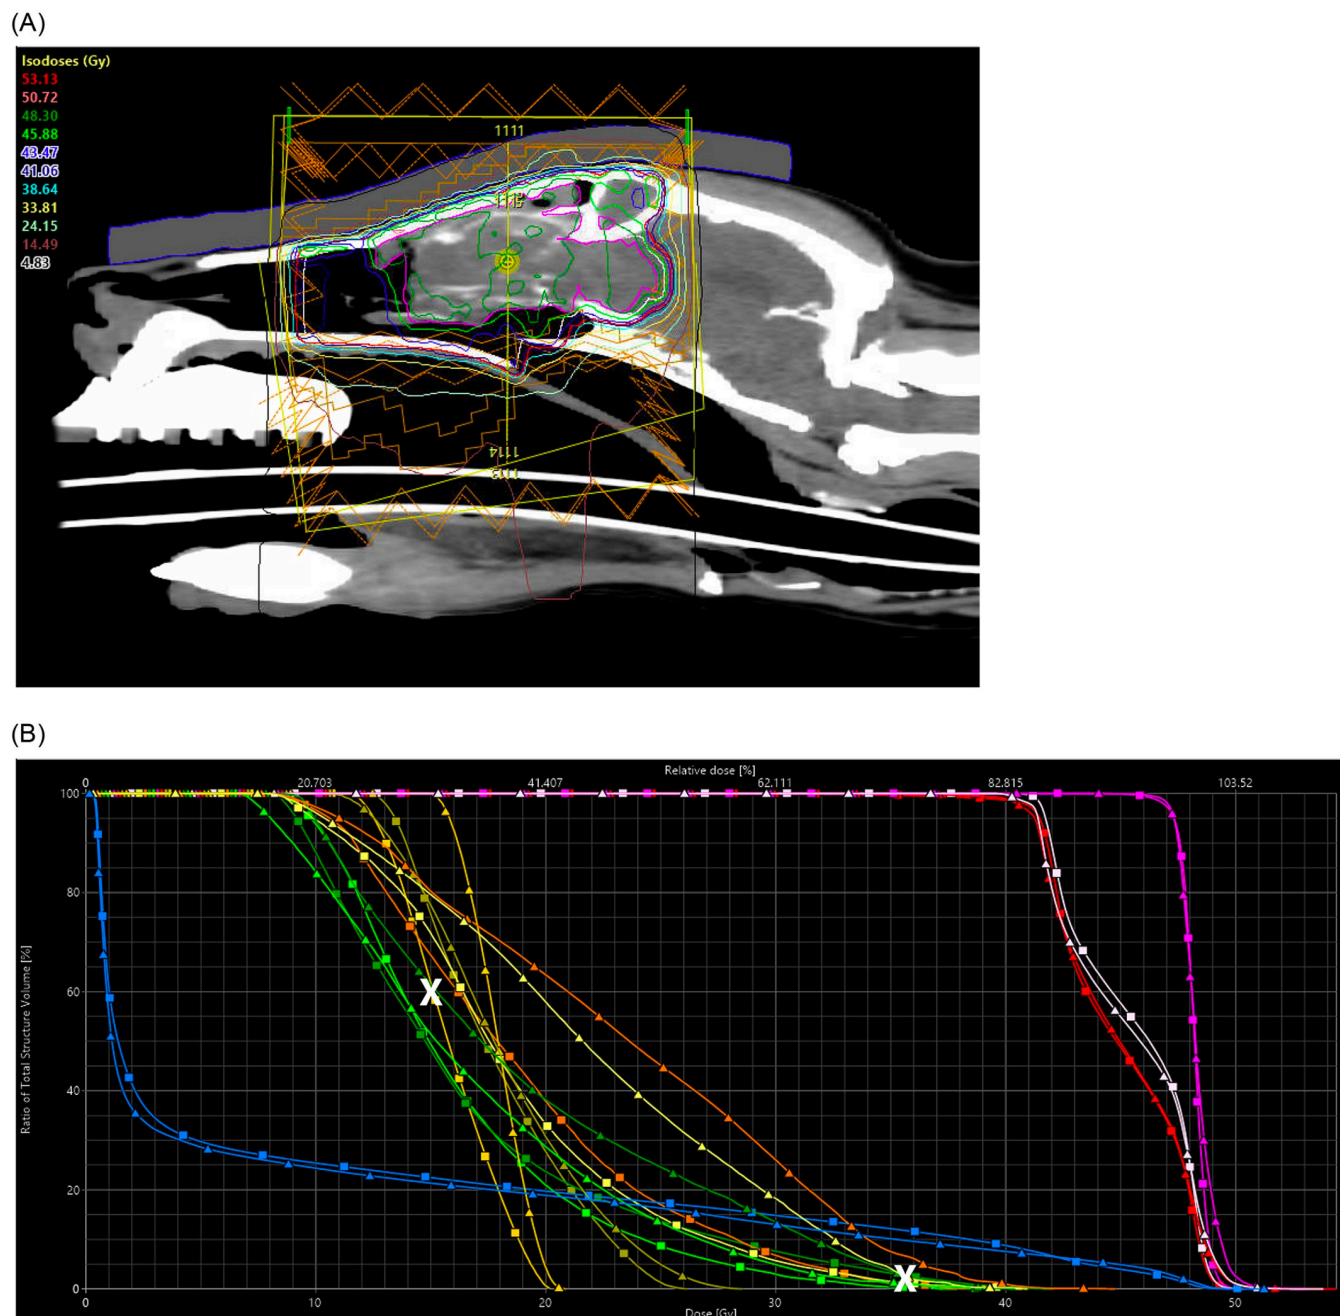 (A)
Isodoses (Gy)
53.13
50.72
48.30
45.88
43.47
41.06
38.64
33.81
24.15
14.49
4.83
1111
1114
1113
(B)
Relative dose [%]
0 20.703 41.407 62.111 82.815 103.52
100
80
60
40
20
0
Ratio of Total Structure Volume [%]
X
X
0 10 20 30 40 50
Dose [Gy]